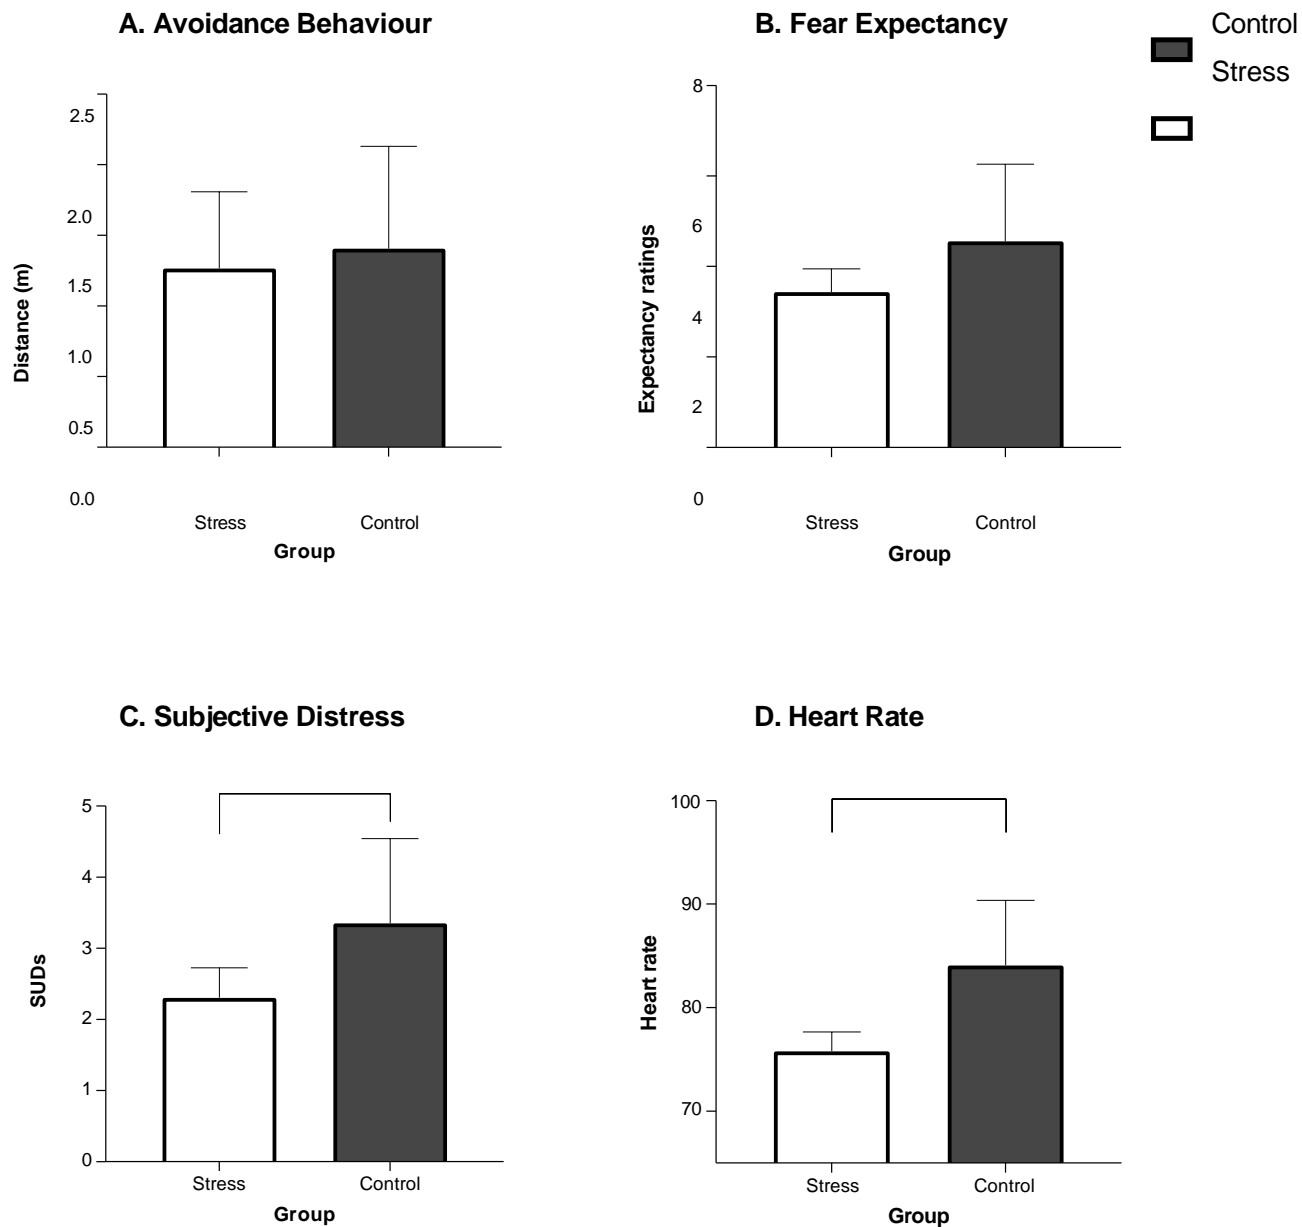 A. Avoidance Behaviour
B. Fear Expectancy
Control
Stress
2.5
2.0
1.5
1.0
0.5
0.0
Distance (m)
Stress
Control
Group
8
6
4
2
0
Expectancy ratings
Stress
Control
Group
C. Subjective Distress
D. Heart Rate
5
4
3
2
1
0
SUDs
Stress
Control
Group
100
90
80
70
Heart rate
Stress
Control
Group